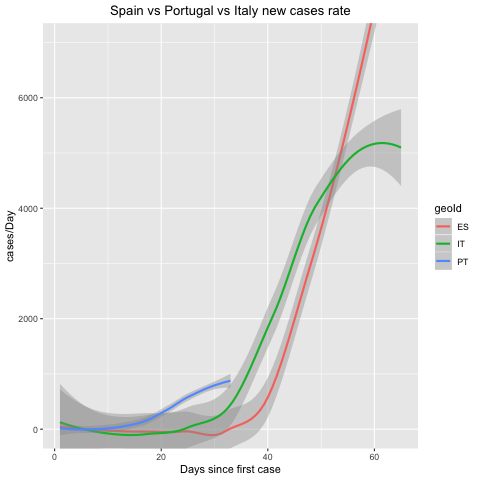 Spain vs Portugal vs Italy new cases rate
cases/Day
6000
4000
2000
0
0
20
40
60
Days since first case
geoId
ES
IT
PT